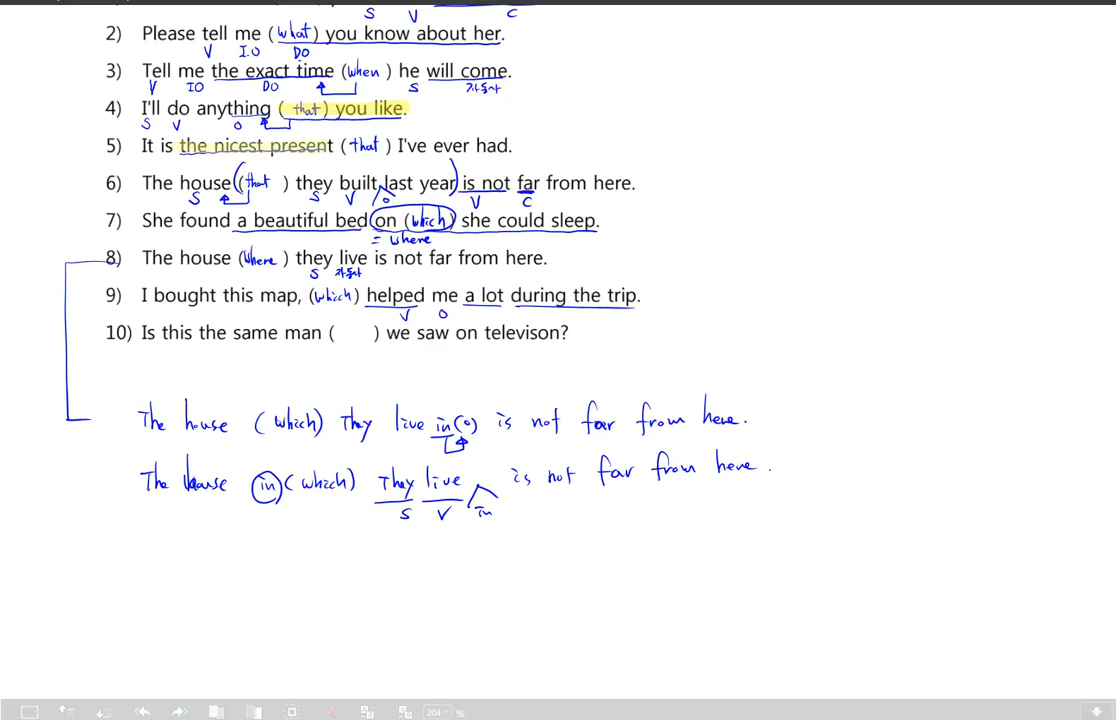 S V C
2) Please tell me (what) you know about her.
V I.O DO
3) Tell me the exact time (when) he will come.
V IO DO S 자동사
4) I'll do anything (that) you like.
S V O
5) It is the nicest present (that) I've ever had.
6) The house ((that) they built last year) is not far from here.
S S V O V C
7) She found a beautiful bed on (which) she could sleep.
= where
8) The house (where) they live is not far from here.
S 자동사
9) I bought this map, (which) helped me a lot during the trip.
V O
10) Is this the same man ( ) we saw on televison?
The house (which) They live in(o) is not far from here.
The house in (which) They live is not far from here.
S V in
204 %